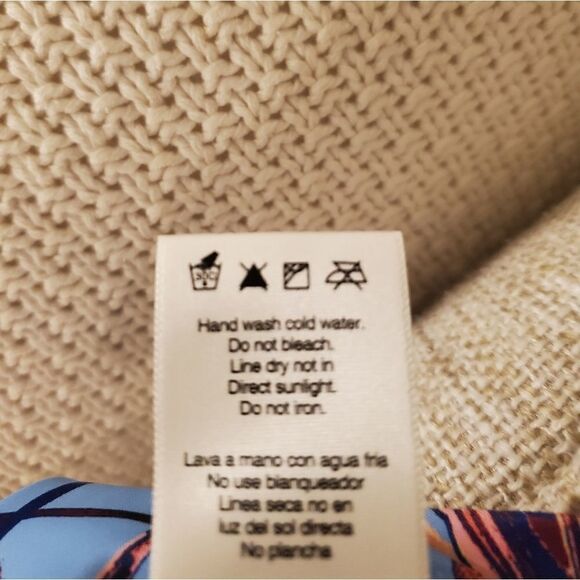 30C
Hand wash cold water.
Do not bleach.
Line dry not in
Direct sunlight.
Do not iron.
Lava a mano con agua fria
No use blanqueador
Linea seca no en
luz del sol directa
No plancha